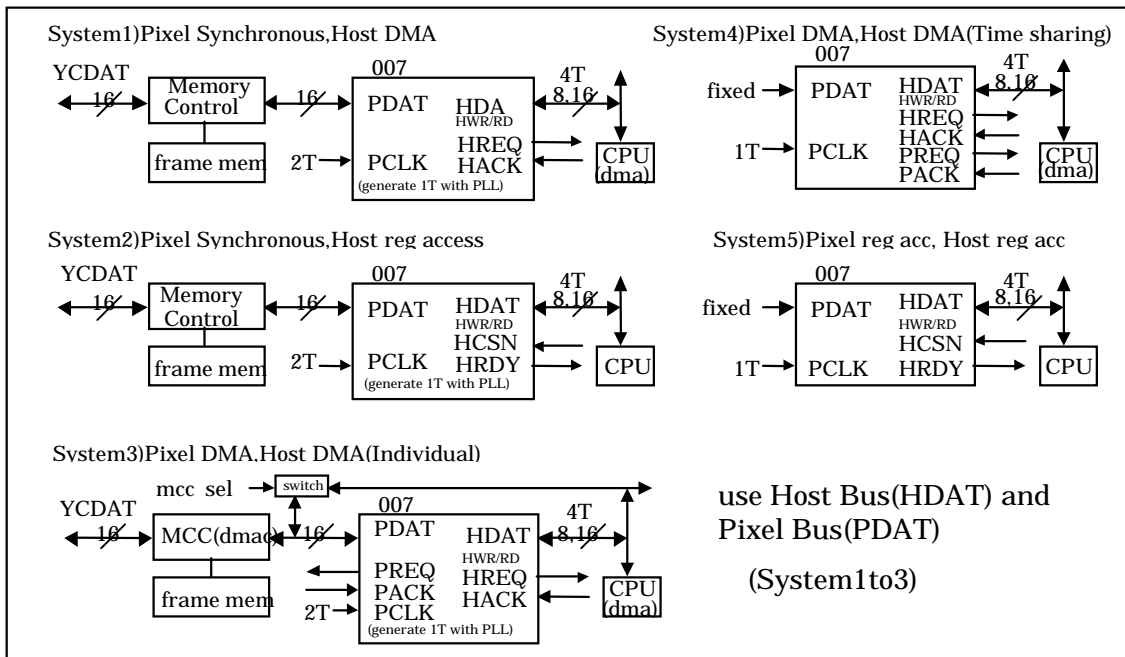 System1)Pixel Synchronous,Host DMA
YCDAT
16
Memory
Control
frame mem
16
007
PDAT
HDA
HWR/RD
HREQ
2T
PCLK
HACK
(generate 1T with PLL)
4T
8,16
CPU
(dma)
System4)Pixel DMA,Host DMA(Time sharing)
007
fixed
PDAT
HDAT
HWR/RD
HREQ
HACK
1T
PCLK
PREQ
PACK
4T
8,16
CPU
(dma)
System2)Pixel Synchronous,Host reg access
YCDAT
16
Memory
Control
frame mem
16
007
PDAT
HDAT
HWR/RD
HCSN
2T
PCLK
HRDY
(generate 1T with PLL)
4T
8,16
CPU
System5)Pixel reg acc, Host reg acc
007
fixed
PDAT
HDAT
HWR/RD
HCSN
1T
PCLK
HRDY
4T
8,16
CPU
System3)Pixel DMA,Host DMA(Individual)
mcc sel
switch
YCDAT
16
MCC(dmac)
frame mem
16
007
PDAT
HDAT
HWR/RD
PREQ
HREQ
PACK
HACK
2T
PCLK
(generate 1T with PLL)
4T
8,16
CPU
(dma)
use Host Bus(HDAT) and
Pixel Bus(PDAT)
(System1to3)